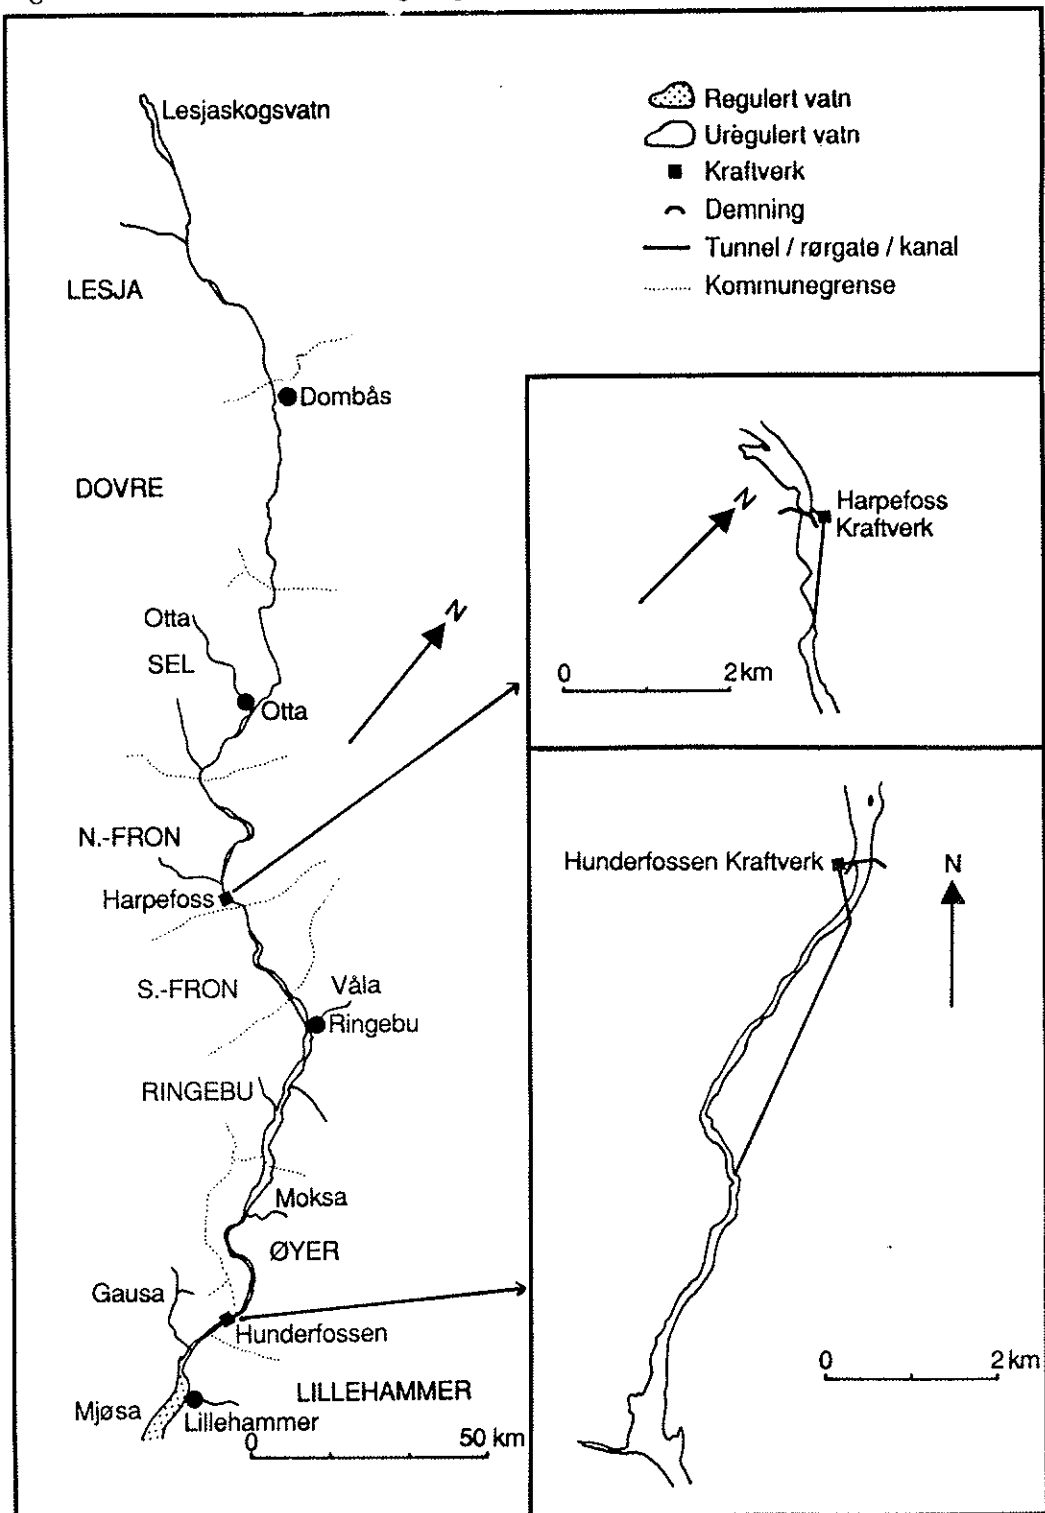 Lesjaskogsvatn
Regulert vatn
Uregulert vatn
Kraftverk
Demning
Tunnel / rørgate / kanal
Kommunegrense
LESJA
Dombås
DOVRE
Otta
SEL
Otta
N
N.-FRON
Harpefoss
S.-FRON
Våla
Ringebu
RINGEBU
Moksa
ØYER
Gausa
Hunderfossen
LILLEHAMMER
Mjøsa
Lillehammer
0 50 km
N
Harpefoss
Kraftverk
0 2 km
Hunderfossen Kraftverk
N
0 2 km